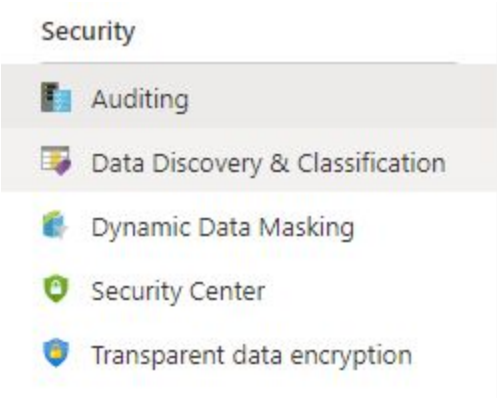 Security
Auditing
Data Discovery & Classification
Dynamic Data Masking
Security Center
Transparent data encryption